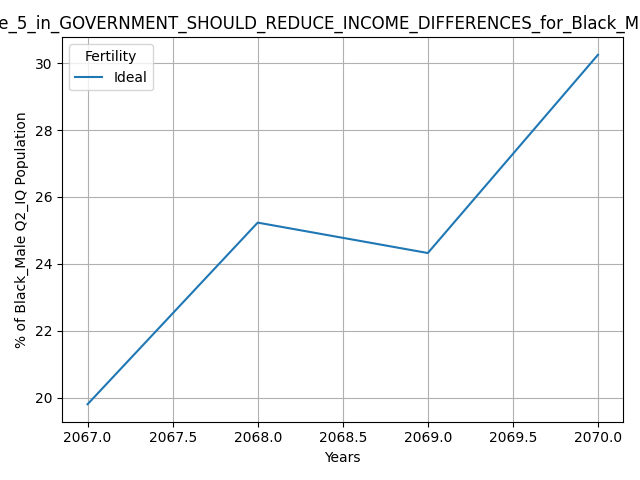 e_5_in_GOVERNMENT_SHOULD_REDUCE_INCOME_DIFFERENCES_for_Black_M
Fertility
Ideal
% of Black_Male Q2_IQ Population
30
28
26
24
22
20
2067.0 2067.5 2068.0 2068.5 2069.0 2069.5 2070.0
Years